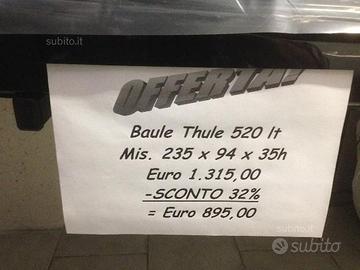 subito.it
OFFERTA!
Baule Thule 520 lt
Mis. 235 x 94 x 35h
Euro 1.315,00
-SCONTO 32%
= Euro 895,00
subito.it
subito